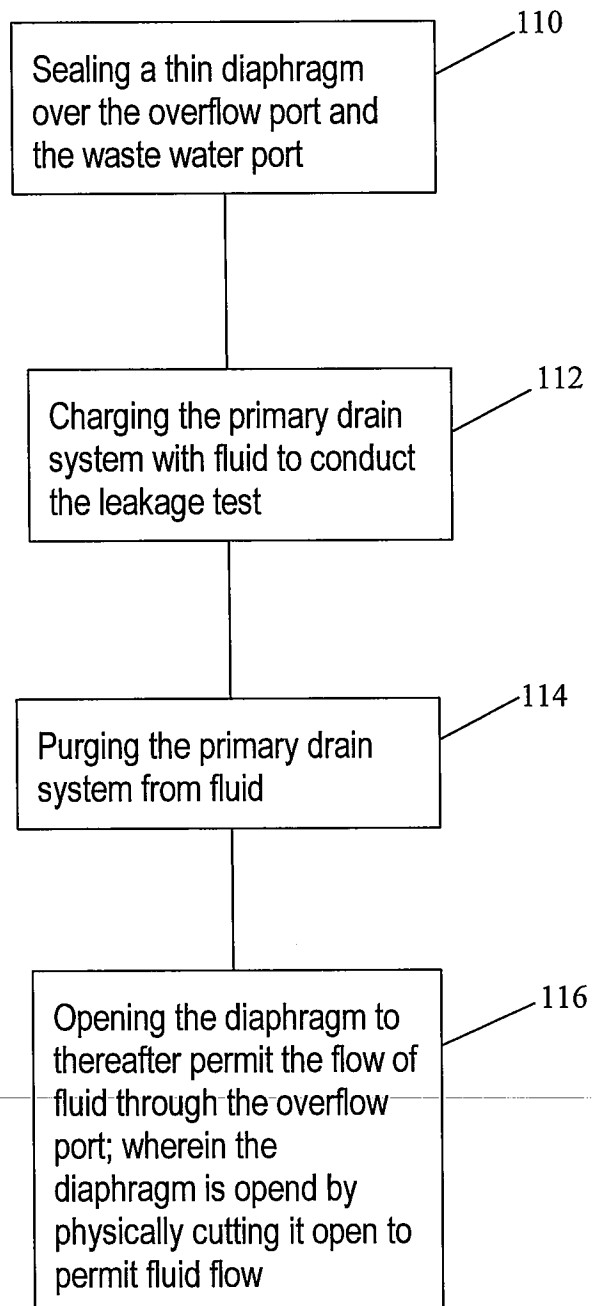 110
Sealing a thin diaphragm
over the overflow port and
the waste water port
112
Charging the primary drain
system with fluid to conduct
the leakage test
114
Purging the primary drain
system from fluid
116
Opening the diaphragm to
thereafter permit the flow of
fluid through the overflow
port; wherein the
diaphragm is opend by
physically cutting it open to
permit fluid flow